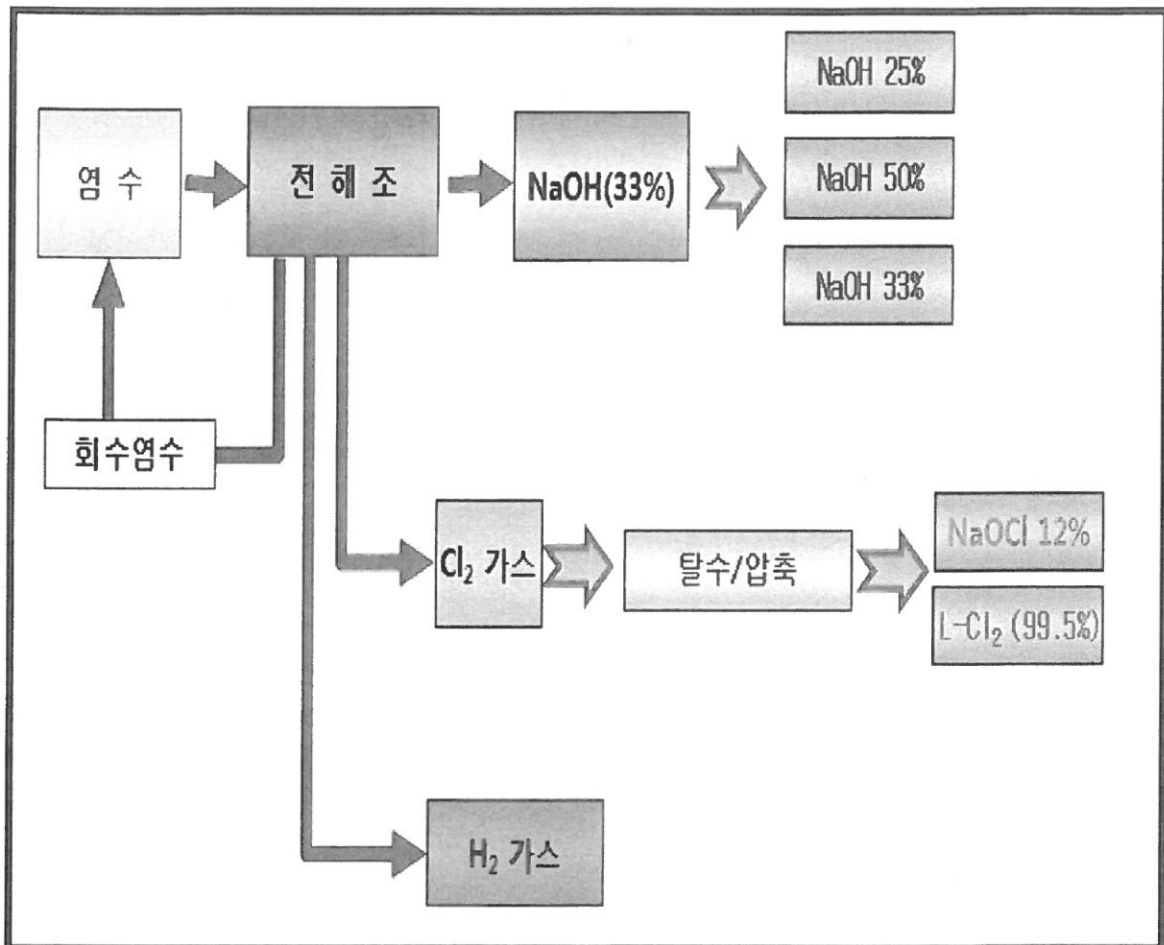 염 수
전 해 조
NaOH(33%)
NaOH 25%
NaOH 50%
NaOH 33%
회수염수
Cl₂ 가스
탈수/압축
NaOCl 12%
L-Cl₂ (99.5%)
H₂ 가스